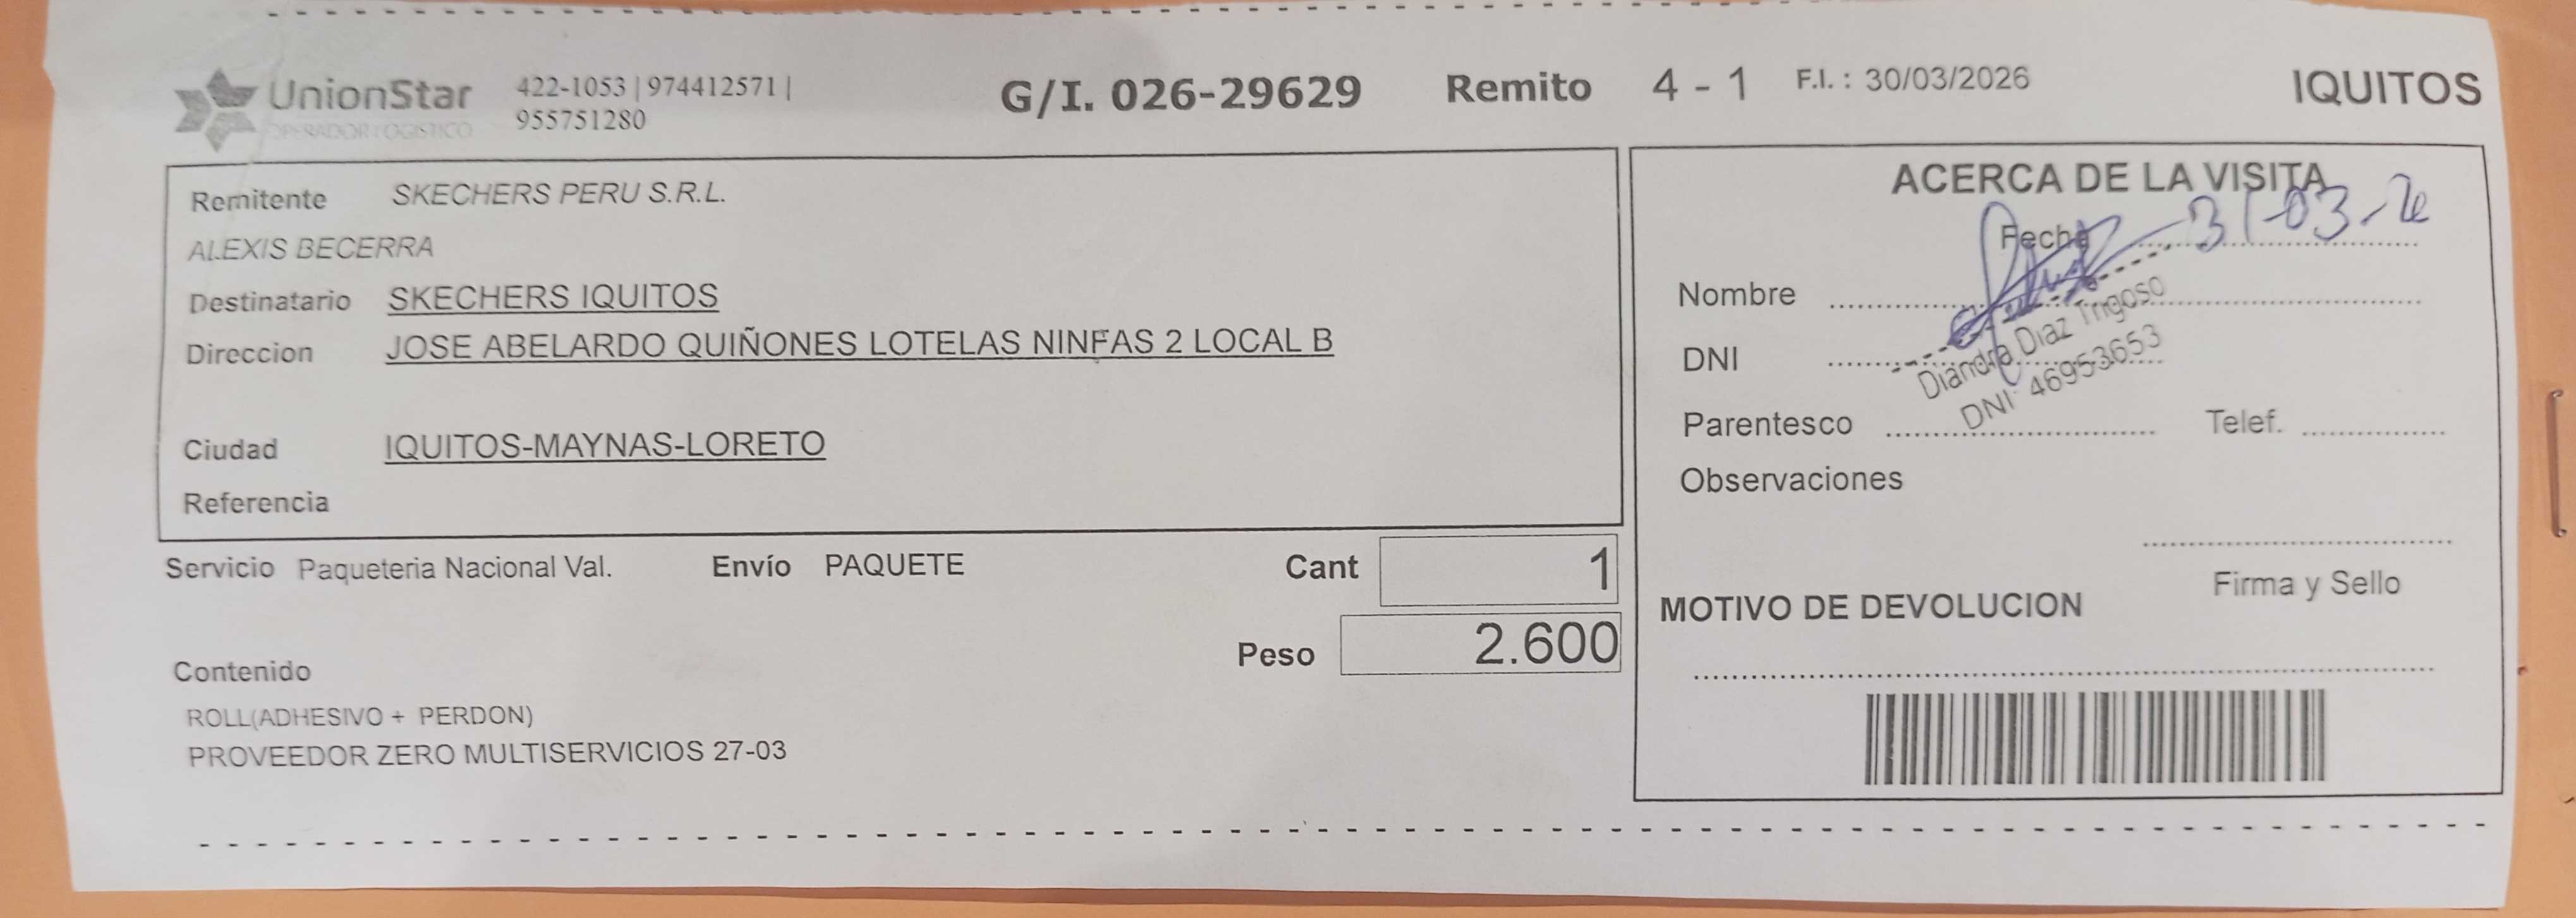 UnionStar
OPERADOR LOGISTICO
422-1053 | 974412571 |
955751280
G/I. 026-29629 Remito 4 - 1 F.I. : 30/03/2026 IQUITOS
Remitente SKECHERS PERU S.R.L.
ALEXIS BECERRA
Destinatario SKECHERS IQUITOS
Direccion JOSE ABELARDO QUIÑONES LOTELAS NINFAS 2 LOCAL B
Ciudad IQUITOS-MAYNAS-LORETO
Referencia
Servicio Paqueteria Nacional Val. Envío PAQUETE Cant 1
Peso 2.600
Contenido
ROLL(ADHESIVO + PERDON)
PROVEEDOR ZERO MULTISERVICIOS 27-03
ACERCA DE LA VISITA
Fecha 31-03-26
Nombre
DNI
Diandra Diaz Trigoso
DNI: 46953653
Parentesco Telef.
Observaciones
Firma y Sello
MOTIVO DE DEVOLUCION